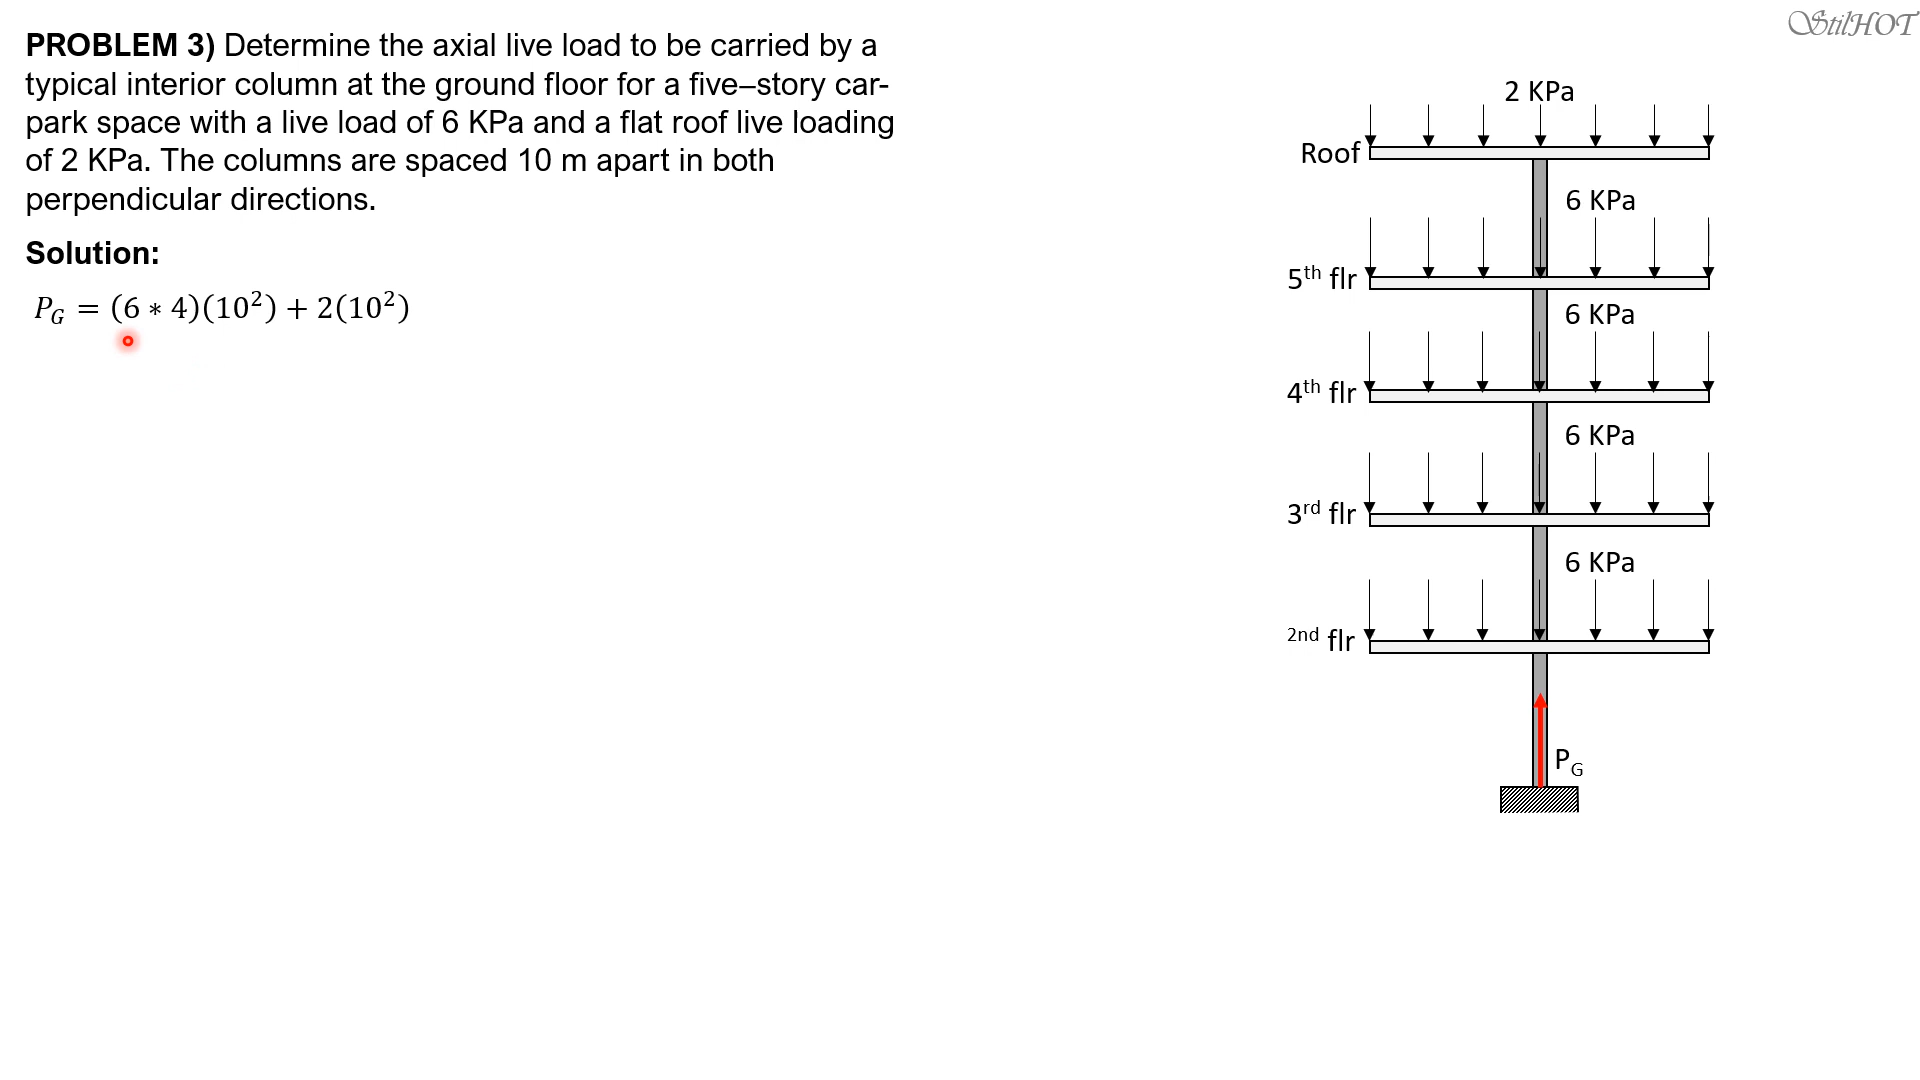 StilHOT
PROBLEM 3) Determine the axial live load to be carried by a
typical interior column at the ground floor for a five–story car-
park space with a live load of 6 KPa and a flat roof live loading
of 2 KPa. The columns are spaced 10 m apart in both
perpendicular directions.
Solution:
P_G = (6 ∗ 4)(10²) + 2(10²)
2 KPa
Roof
6 KPa
5th flr
6 KPa
4th flr
6 KPa
3rd flr
6 KPa
2nd flr
P_G